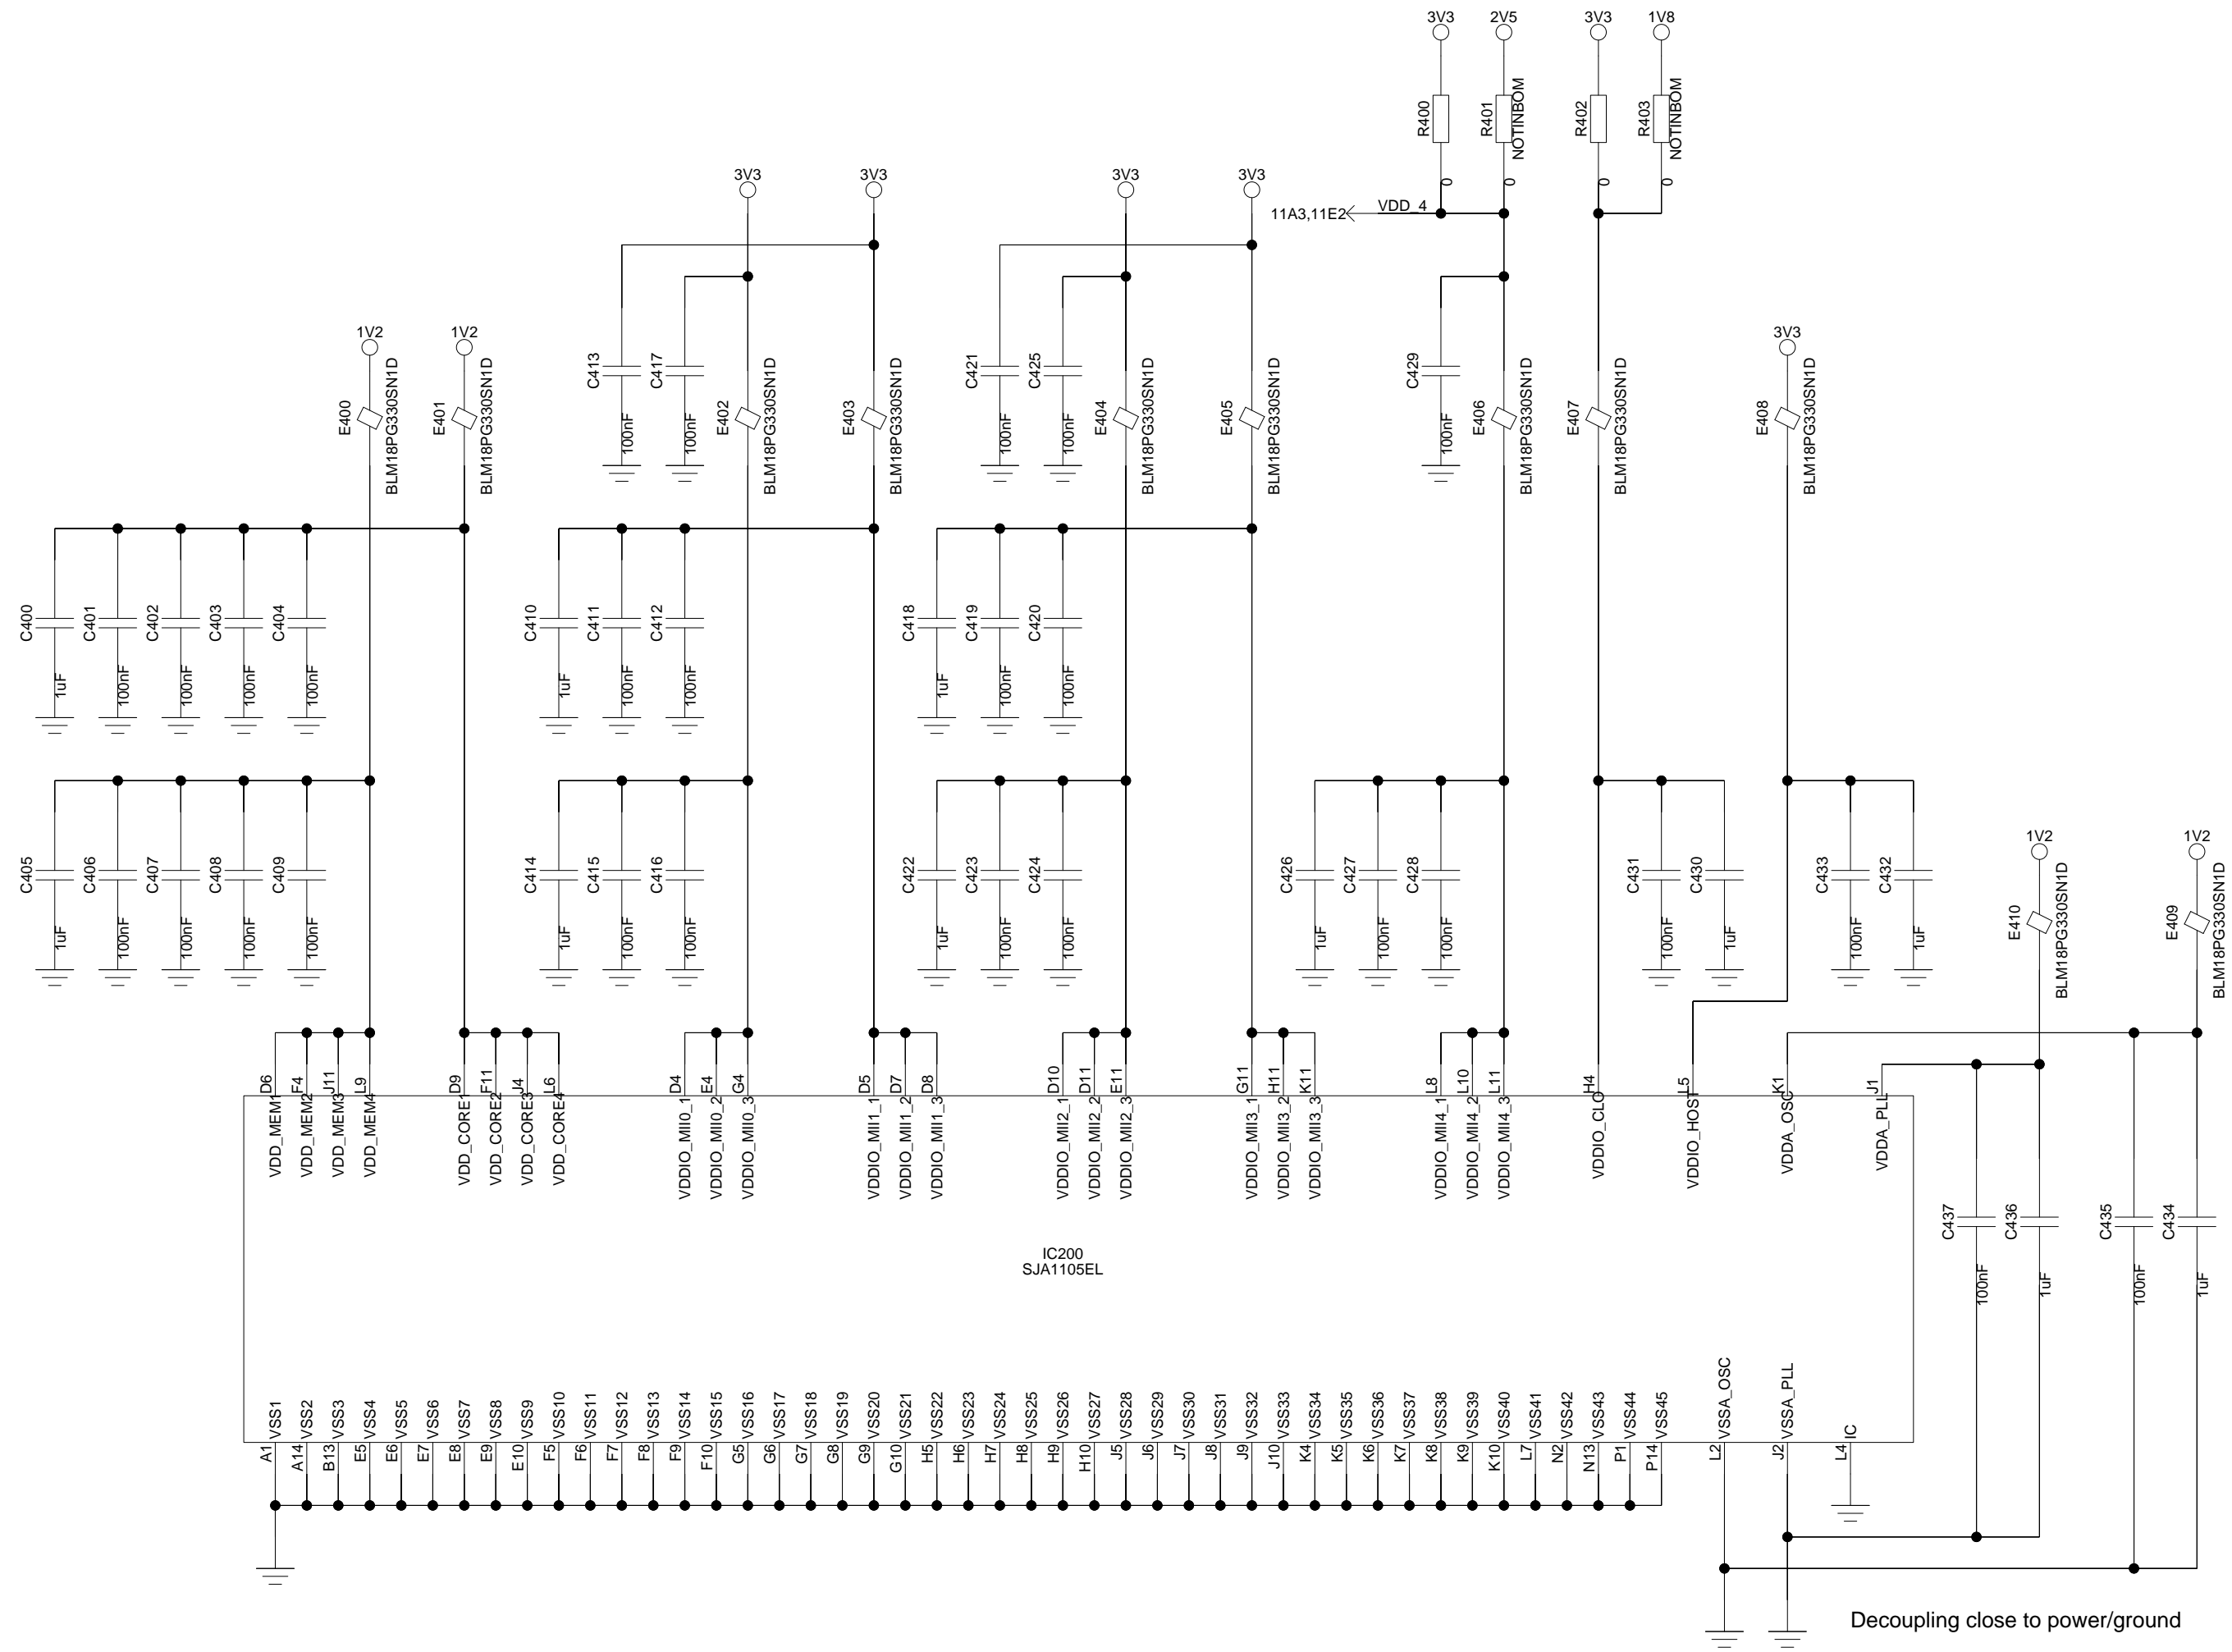 3V3
2V5
3V3
1V8
R400
R401
NOTINBOM
R402
R403
NOTINBOM
0
0
0
0
3V3
3V3
3V3
3V3
11A3,11E2
VDD_4
1V2
1V2
3V3
C413
C417
C421
C425
C429
100nF
100nF
100nF
100nF
100nF
E400
BLM18PG330SN1D
E401
BLM18PG330SN1D
E402
BLM18PG330SN1D
E403
BLM18PG330SN1D
E404
BLM18PG330SN1D
E405
BLM18PG330SN1D
E406
BLM18PG330SN1D
E407
BLM18PG330SN1D
E408
BLM18PG330SN1D
C400
C401
C402
C403
C404
C410
C411
C412
C418
C419
C420
1uF
100nF
100nF
100nF
100nF
1uF
100nF
100nF
1uF
100nF
100nF
C405
C406
C407
C408
C409
C414
C415
C416
C422
C423
C424
C426
C427
C428
C431
C430
C433
C432
1uF
100nF
100nF
100nF
100nF
1uF
100nF
100nF
1uF
100nF
100nF
1uF
100nF
100nF
100nF
1uF
100nF
1uF
1V2
1V2
E410
BLM18PG330SN1D
E409
BLM18PG330SN1D
D6
F4
J11
L9
D9
F11
J4
L6
D4
E4
G4
D5
D7
D8
D10
D11
E11
G11
H11
K11
L8
L10
L11
H4
L5
K1
J1
VDD_MEM1
VDD_MEM2
VDD_MEM3
VDD_MEM4
VDD_CORE1
VDD_CORE2
VDD_CORE3
VDD_CORE4
VDDIO_MII0_1
VDDIO_MII0_2
VDDIO_MII0_3
VDDIO_MII1_1
VDDIO_MII1_2
VDDIO_MII1_3
VDDIO_MII2_1
VDDIO_MII2_2
VDDIO_MII2_3
VDDIO_MII3_1
VDDIO_MII3_2
VDDIO_MII3_3
VDDIO_MII4_1
VDDIO_MII4_2
VDDIO_MII4_3
VDDIO_CLO
VDDIO_HOST
VDDA_OSC
VDDA_PLL
C437
C436
C435
C434
100nF
1uF
100nF
1uF
IC200
SJA1105EL
VSS1
VSS2
VSS3
VSS4
VSS5
VSS6
VSS7
VSS8
VSS9
VSS10
VSS11
VSS12
VSS13
VSS14
VSS15
VSS16
VSS17
VSS18
VSS19
VSS20
VSS21
VSS22
VSS23
VSS24
VSS25
VSS26
VSS27
VSS28
VSS29
VSS30
VSS31
VSS32
VSS33
VSS34
VSS35
VSS36
VSS37
VSS38
VSS39
VSS40
VSS41
VSS42
VSS43
VSS44
VSS45
VSSA_OSC
VSSA_PLL
IC
A1
A14
B13
E5
E6
E7
E8
E9
E10
F5
F6
F7
F8
F9
F10
G5
G6
G7
G8
G9
G10
H5
H6
H7
H8
H9
H10
J5
J6
J7
J8
J9
J10
K4
K5
K6
K7
K8
K9
K10
L7
N2
N13
P1
P14
L2
J2
L4
Decoupling close to power/ground